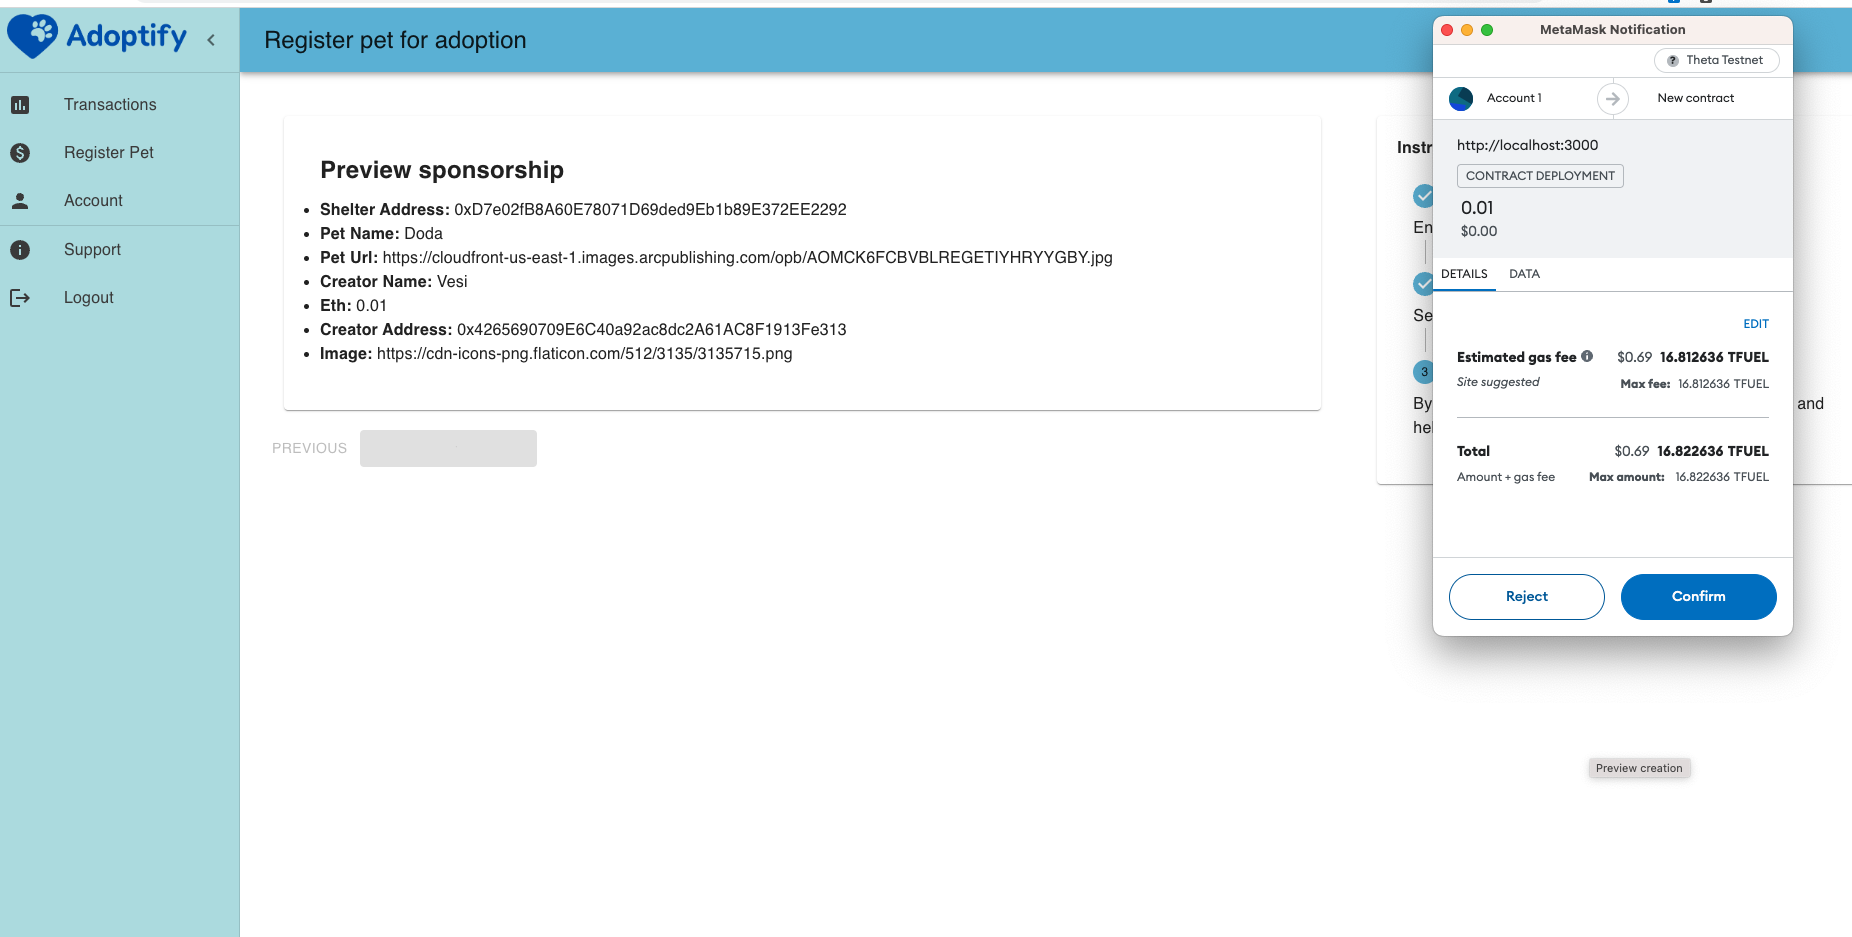 Adoptify
Transactions
Register Pet
Account
Support
Logout
Register pet for adoption
Preview sponsorship
Shelter Address: 0xD7e02fB8A60E78071D69ded9Eb1b89E372EE2292
Pet Name: Doda
Pet Url: https://cloudfront-us-east-1.images.arcpublishing.com/opb/AOMCK6FCBVBLREGETIYHRYYGBY.jpg
Creator Name: Vesi
Eth: 0.01
Creator Address: 0x4265690709E6C40a92ac8dc2A61AC8F1913Fe313
Image: https://cdn-icons-png.flaticon.com/512/3135/3135715.png
PREVIOUS
Instr
En
Se
3
By
and
hel
MetaMask Notification
Theta Testnet
Account 1
New contract
http://localhost:3000
CONTRACT DEPLOYMENT
0.01
$0.00
DETAILS DATA
EDIT
Estimated gas fee $0.69 16.812636 TFUEL
Site suggested Max fee: 16.812636 TFUEL
Total $0.69 16.822636 TFUEL
Amount + gas fee Max amount: 16.822636 TFUEL
Reject
Confirm
Preview creation